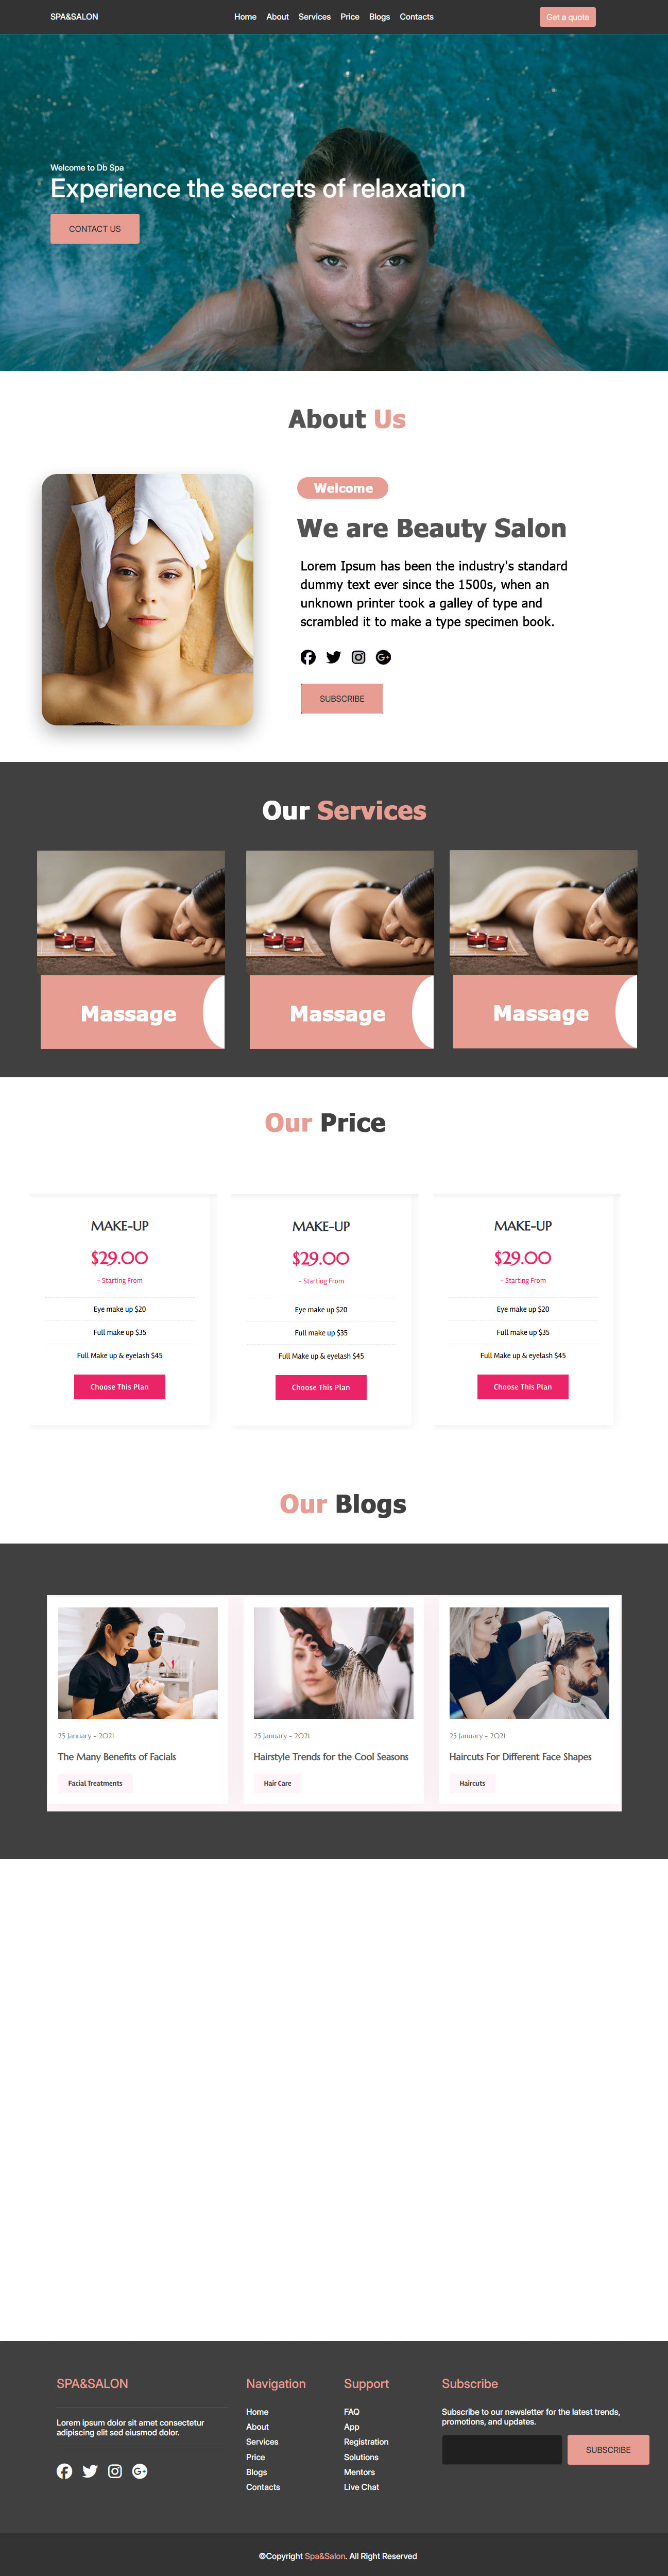 SPA&SALON
Home About Services Price Blogs Contacts
Get a quote
Welcome to Db Spa
Experience the secrets of relaxation
CONTACT US
About Us
Welcome
We are Beauty Salon
Lorem Ipsum has been the industry's standard
dummy text ever since the 1500s, when an
unknown printer took a galley of type and
scrambled it to make a type specimen book.
SUBSCRIBE
Our Services
Massage
Massage
Massage
Our Price
MAKE-UP
$29.00
- Starting From
Eye make up $20
Full make up $35
Full Make up & eyelash $45
Choose This Plan
MAKE-UP
$29.00
- Starting From
Eye make up $20
Full make up $35
Full Make up & eyelash $45
Choose This Plan
MAKE-UP
$29.00
- Starting From
Eye make up $20
Full make up $35
Full Make up & eyelash $45
Choose This Plan
Our Blogs
25 January - 2021
The Many Benefits of Facials
Facial Treatments
25 January - 2021
Hairstyle Trends for the Cool Seasons
Hair Care
25 January - 2021
Haircuts For Different Face Shapes
Haircuts
SPA&SALON
Lorem ipsum dolor sit amet consectetur
adipiscing elit sed eiusmod dolor.
Navigation
Home
About
Services
Price
Blogs
Contacts
Support
FAQ
App
Registration
Solutions
Mentors
Live Chat
Subscribe
Subscribe to our newsletter for the latest trends,
promotions, and updates.
SUBSCRIBE
©Copyright Spa&Salon. All Right Reserved